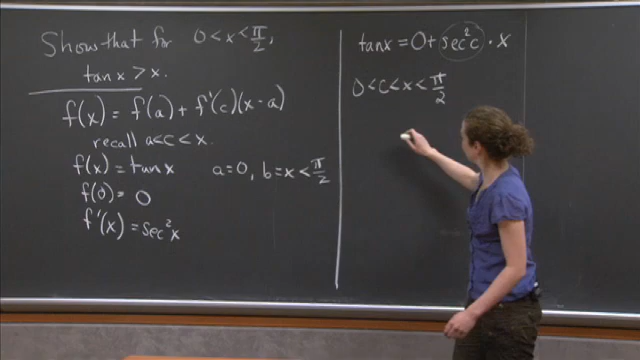 Show that for 0 < x < π/2,
tan x > x.
f(x) = f(a) + f'(c)(x - a)
recall a < c < x.
f(x) = tan x   a = 0, b = x < π/2
f(0) = 0
f'(x) = sec²x
tan x = 0 + sec²c · x
0 < c < x < π/2